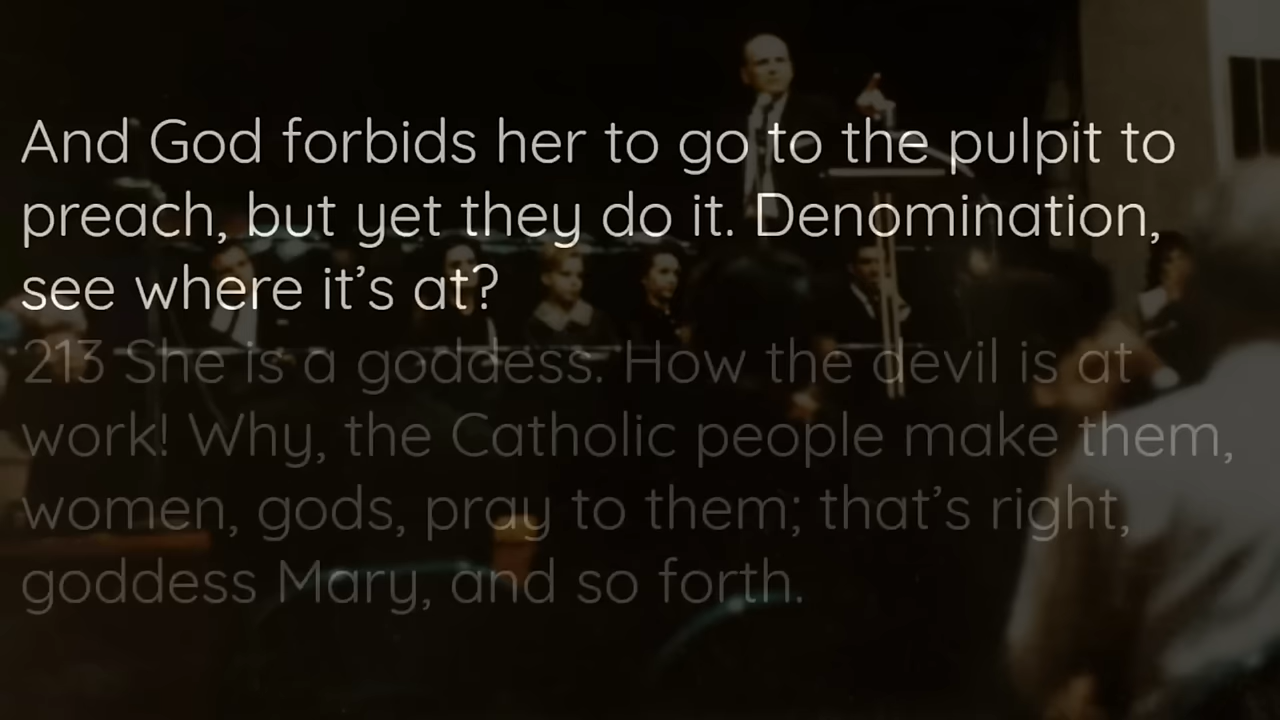 And God forbids her to go to the pulpit to
preach, but yet they do it. Denomination,
see where it’s at?
213 She is a goddess. How the devil is at
work! Why, the Catholic people make them,
women, gods, pray to them; that’s right,
goddess Mary, and so forth.